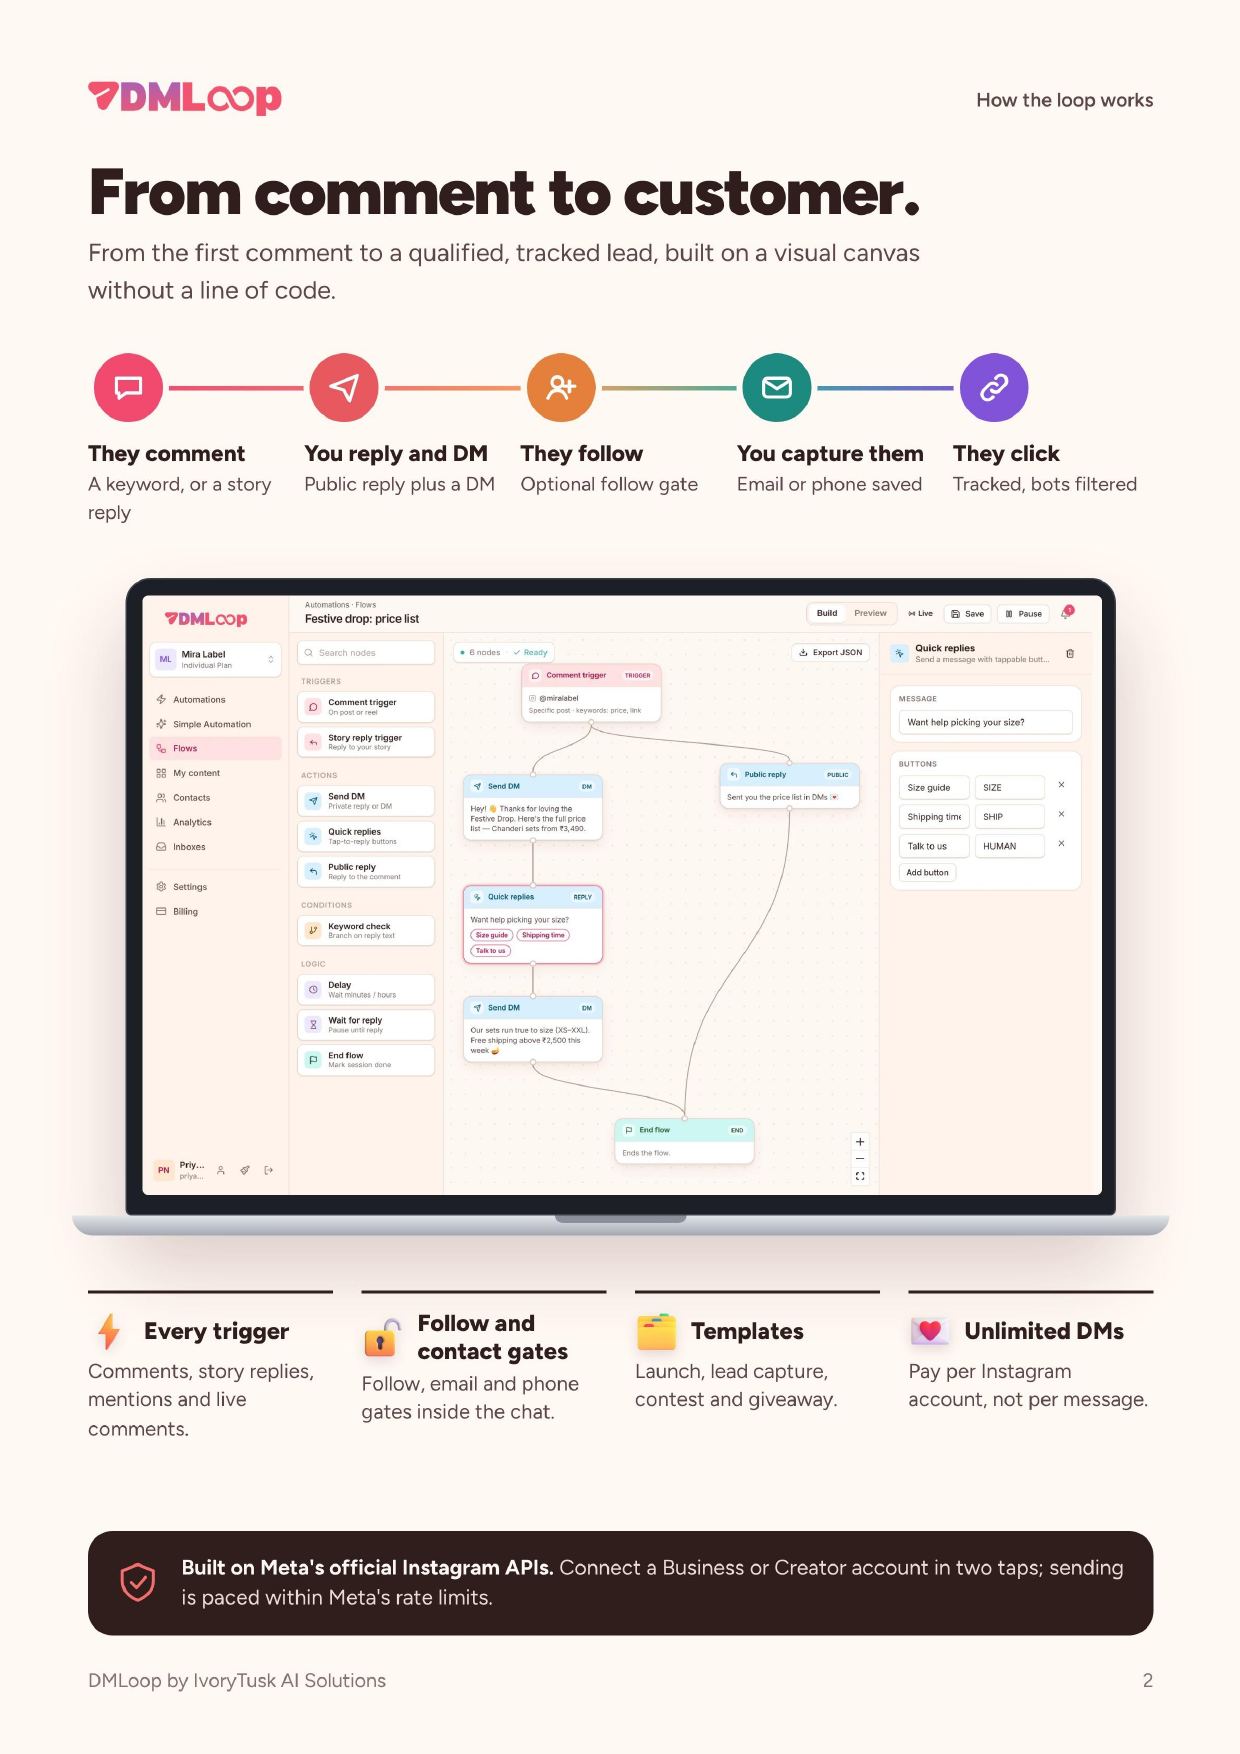 DMLoop
How the loop works
From comment to customer.
From the first comment to a qualified, tracked lead, built on a visual canvas
without a line of code.
They comment
A keyword, or a story
reply
You reply and DM
Public reply plus a DM
They follow
Optional follow gate
You capture them
Email or phone saved
They click
Tracked, bots filtered
DMLoop
ML
Mira Label
Individual Plan
Automations
Simple Automation
Flows
My content
Contacts
Analytics
Inboxes
Settings
Billing
PN
Priy...
priya...
Automations · Flows
Festive drop: price list
Build
Preview
Live
Save
Pause
1
Search nodes
TRIGGERS
Comment trigger
On post or reel
Story reply trigger
Reply to your story
ACTIONS
Send DM
Private reply or DM
Quick replies
Tap-to-reply buttons
Public reply
Reply to the comment
CONDITIONS
Keyword check
Branch on reply text
LOGIC
Delay
Wait minutes / hours
Wait for reply
Pause until reply
End flow
Mark session done
6 nodes · ✓ Ready
Export JSON
Comment trigger TRIGGER
@miralabel
Specific post · keywords: price, link
Send DM DM
Hey! 👋 Thanks for loving the
Festive Drop. Here's the full price
list — Chanderi sets from ₹3,490.
Public reply PUBLIC
Sent you the price list in DMs 💌
Quick replies REPLY
Want help picking your size?
Size guide Shipping time
Talk to us
Send DM DM
Our sets run true to size (XS–XXL).
Free shipping above ₹2,500 this
week 🪔
End flow END
Ends the flow.
Quick replies
Send a message with tappable butt...
MESSAGE
Want help picking your size?
BUTTONS
Size guide SIZE
Shipping time SHIP
Talk to us HUMAN
Add button
Every trigger
Comments, story replies,
mentions and live
comments.
Follow and
contact gates
Follow, email and phone
gates inside the chat.
Templates
Launch, lead capture,
contest and giveaway.
Unlimited DMs
Pay per Instagram
account, not per message.
Built on Meta's official Instagram APIs. Connect a Business or Creator account in two taps; sending
is paced within Meta's rate limits.
DMLoop by IvoryTusk AI Solutions
2